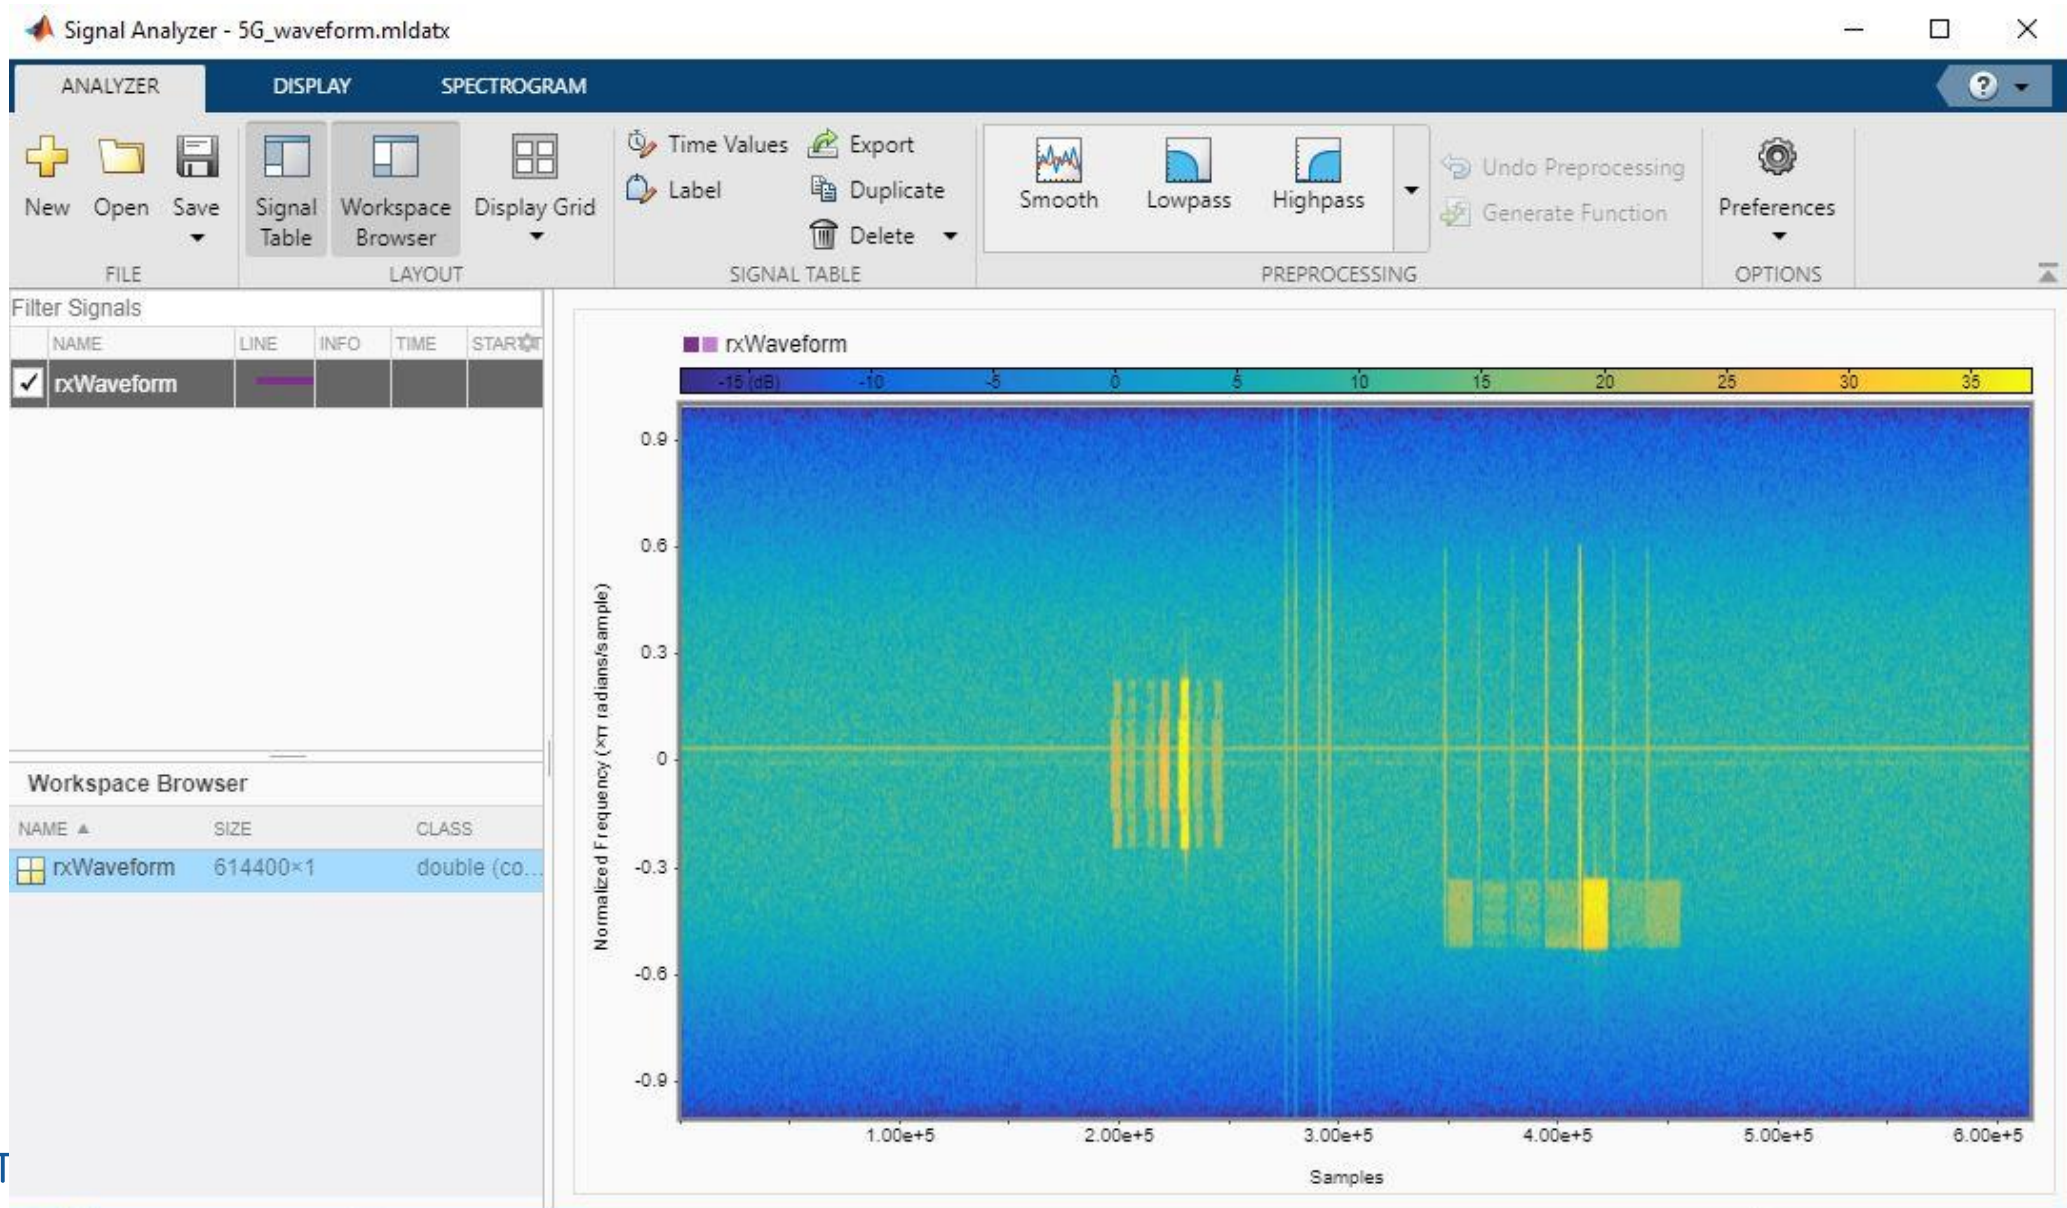 Signal Analyzer - 5G_waveform.mldatx
ANALYZER DISPLAY SPECTROGRAM ?
New Open Save Signal Table Workspace Browser Display Grid
Time Values Export
Label Duplicate
Delete
Smooth Lowpass Highpass
Undo Preprocessing
Generate Function
Preferences
FILE LAYOUT SIGNAL TABLE PREPROCESSING OPTIONS
Filter Signals
NAME LINE INFO TIME START
rxWaveform
Workspace Browser
NAME SIZE CLASS
rxWaveform 614400×1 double (co...
rxWaveform
-15 (dB) -10 -5 0 5 10 15 20 25 30 35
Normalized Frequency (×π radians/sample)
0.9
0.6
0.3
0
-0.3
-0.6
-0.9
1.00e+5 2.00e+5 3.00e+5 4.00e+5 5.00e+5 6.00e+5
Samples